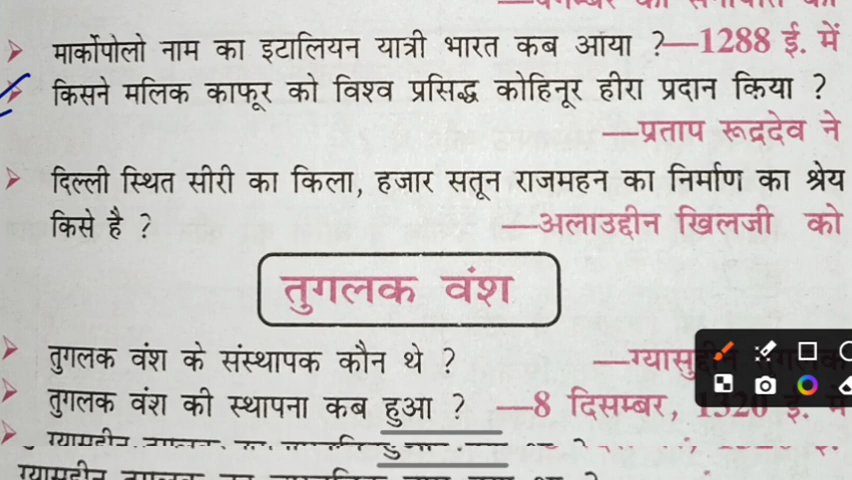 मार्कोपोलो नाम का इटालियन यात्री भारत कब आया ?—1288 ई. में
किसने मलिक काफूर को विश्व प्रसिद्ध कोहिनूर हीरा प्रदान किया ?
—प्रताप रूद्रदेव ने
दिल्ली स्थित सीरी का किला, हजार सतून राजमहन का निर्माण का श्रेय
किसे है ? —अलाउद्दीन खिलजी को
तुगलक वंश
तुगलक वंश के संस्थापक कौन थे ?
तुगलक वंश की स्थापना कब हुआ ? —8 दिसम्बर, 1320 ई. में